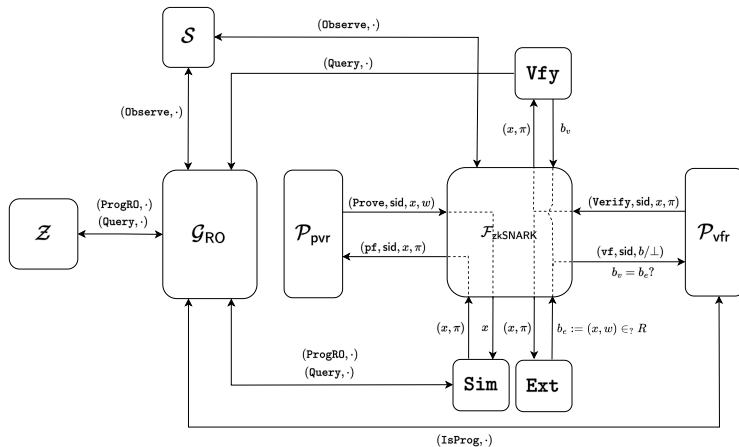 (Observe, ·)
𝒮
(Query, ·)
Vfy
(Observe, ·)
(x, π)
b_v
(ProgRO, ·)
(Query, ·)
𝒵
𝒢_RO
𝒫_pvr
(Prove, sid, x, w)
(pf, sid, x, π)
ℱ_zkSNARK
(Verify, sid, x, π)
(vf, sid, b/⊥)
b_v = b_e?
𝒫_vfr
(x, π)
x
(x, π)
b_e := (x, w) ∈_? R
(ProgRO, ·)
(Query, ·)
Sim
Ext
(IsProg, ·)